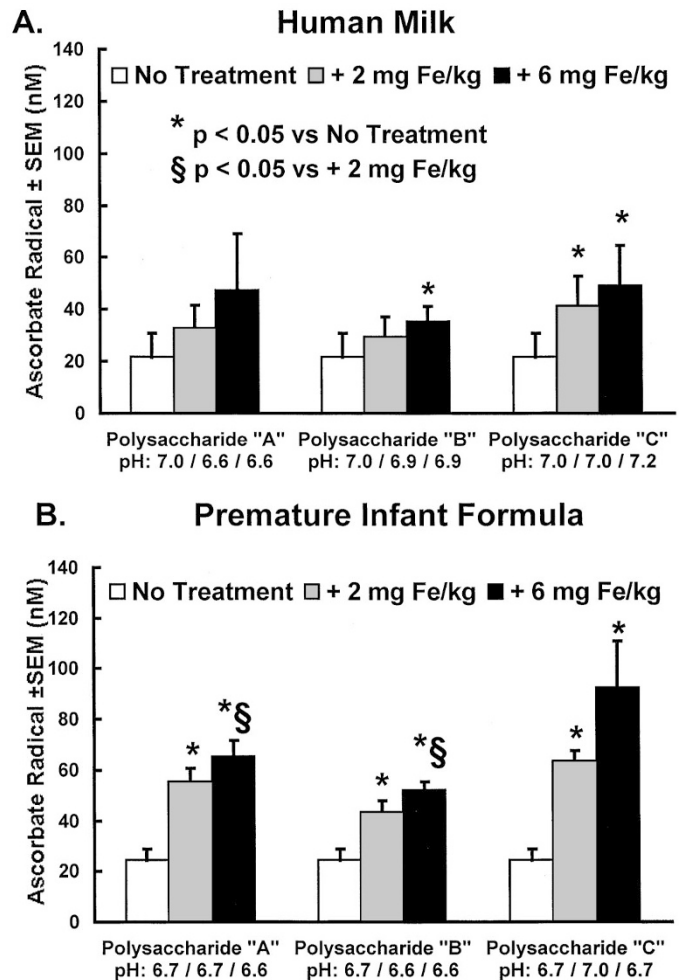 A. Human Milk
Ascorbate Radical ± SEM (nM)
140
120
100
80
60
40
20
0
No Treatment + 2 mg Fe/kg + 6 mg Fe/kg
* p < 0.05 vs No Treatment
§ p < 0.05 vs + 2 mg Fe/kg
*
* *
Polysaccharide "A" Polysaccharide "B" Polysaccharide "C"
pH: 7.0 / 6.6 / 6.6 pH: 7.0 / 6.9 / 6.9 pH: 7.0 / 7.0 / 7.2
B. Premature Infant Formula
Ascorbate Radical ±SEM (nM)
140
120
100
80
60
40
20
0
No Treatment + 2 mg Fe/kg + 6 mg Fe/kg
* *§
* *§
* *
Polysaccharide "A" Polysaccharide "B" Polysaccharide "C"
pH: 6.7 / 6.7 / 6.6 pH: 6.7 / 6.6 / 6.6 pH: 6.7 / 7.0 / 6.7